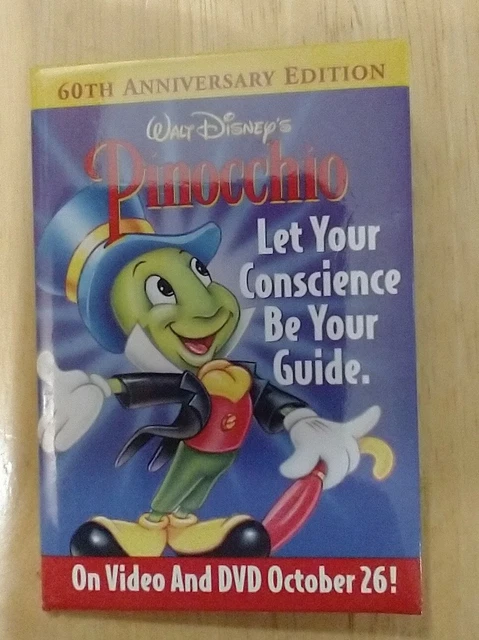 60TH ANNIVERSARY EDITION
WALT DISNEY'S
Pinocchio
Let Your
Conscience
Be Your
Guide.
On Video And DVD October 26!